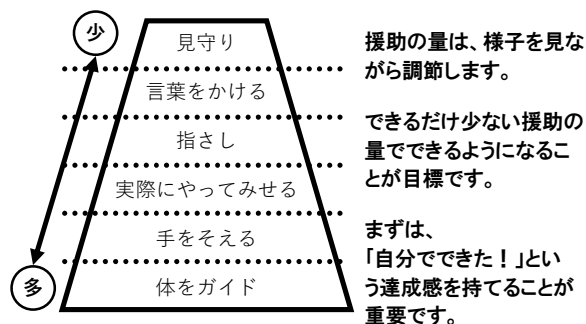 少
見守り
言葉をかける
指さし
実際にやってみせる
手をそえる
体をガイド
多
援助の量は、様子を見な
がら調節します。
できるだけ少ない援助の
量でできるようになるこ
とが目標です。
まずは、
「自分でできた！」とい
う達成感を持てることが
重要です。